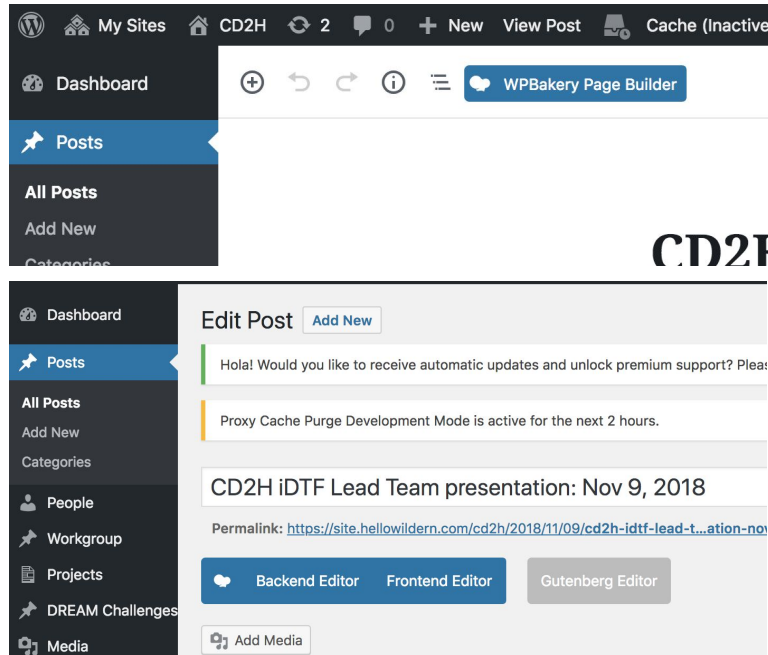 My Sites CD2H 2 0 New View Post Cache (Inactive
Dashboard
WPBakery Page Builder
Posts
All Posts
Add New
Categories
CD2H
Dashboard
Edit Post Add New
Posts
Hola! Would you like to receive automatic updates and unlock premium support? Pleas
All Posts
Proxy Cache Purge Development Mode is active for the next 2 hours.
Add New
Categories
CD2H iDTF Lead Team presentation: Nov 9, 2018
People
Permalink: https://site.hellowildern.com/cd2h/2018/11/09/cd2h-idtf-lead-t...ation-nov
Workgroup
Projects
Backend Editor Frontend Editor Gutenberg Editor
DREAM Challenges
Media
Add Media